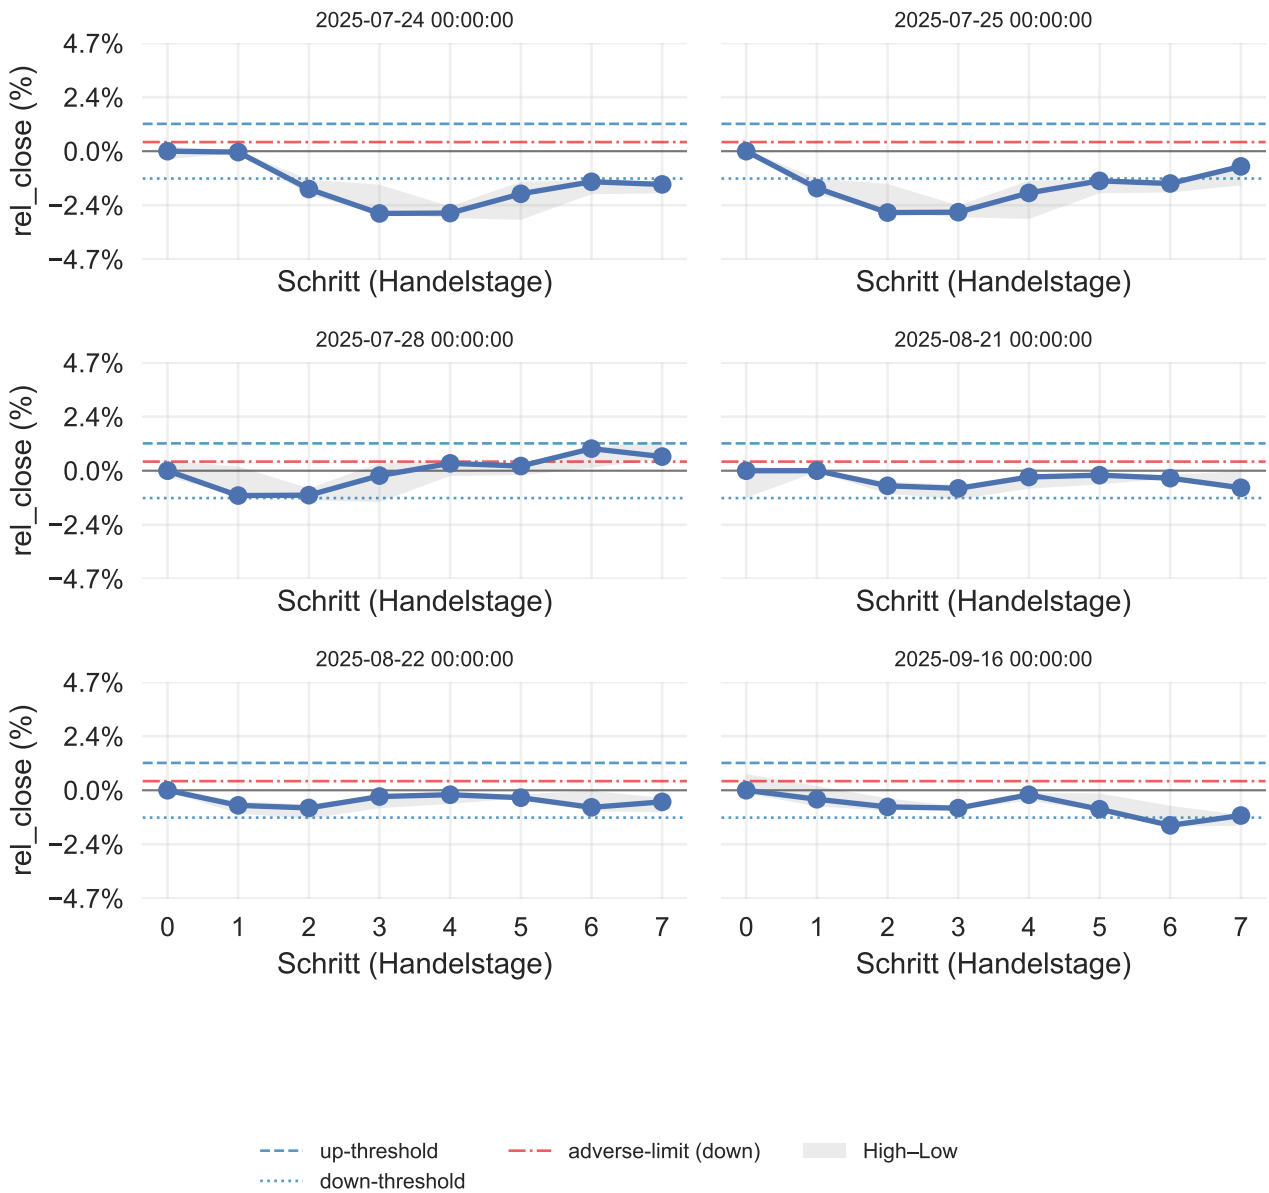 2025-07-24 00:00:00
4.7%
2.4%
0.0%
−2.4%
−4.7%
rel_close (%)
Schritt (Handelstage)
2025-07-25 00:00:00
Schritt (Handelstage)
2025-07-28 00:00:00
4.7%
2.4%
0.0%
−2.4%
−4.7%
rel_close (%)
Schritt (Handelstage)
2025-08-21 00:00:00
Schritt (Handelstage)
2025-08-22 00:00:00
4.7%
2.4%
0.0%
−2.4%
−4.7%
rel_close (%)
0 1 2 3 4 5 6 7
Schritt (Handelstage)
2025-09-16 00:00:00
0 1 2 3 4 5 6 7
Schritt (Handelstage)
up-threshold
down-threshold
adverse-limit (down)
High–Low